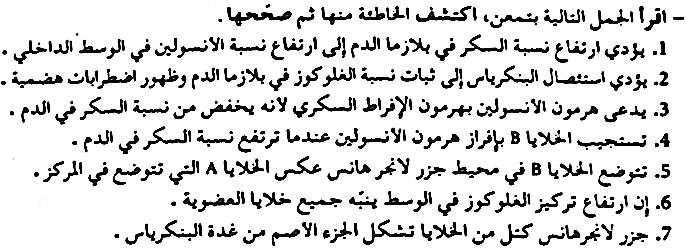 – اقرأ الجمل التالية بتمعن، اكتشف الخاطئة منها ثم صحّحها.
1. يؤدي ارتفاع نسبة السكر في بلازما الدم إلى ارتفاع نسبة الأنسولين في الوسط الداخلي .
2. يؤدي استئصال البنكرياس إلى ثبات نسبة الغلوكوز في بلازما الدم وظهور اضطرابات هضمية .
3. يدعى هرمون الأنسولين بهرمون الإفراط السكري لأنه يخفض من نسبة السكر في الدم .
4. تستجيب الخلايا B بإفراز هرمون الأنسولين عندما ترتفع نسبة السكر في الدم .
5. تتوضع الخلايا B في محيط جزر لانجر هانس عكس الخلايا A التي تتوضع في المركز .
6. إن ارتفاع تركيز الغلوكوز في الوسط ينبّه جميع خلايا العضوية .
7. جزر لانجرهانس كتل من الخلايا تشكل الجزء الأصم من غدة البنكرياس .